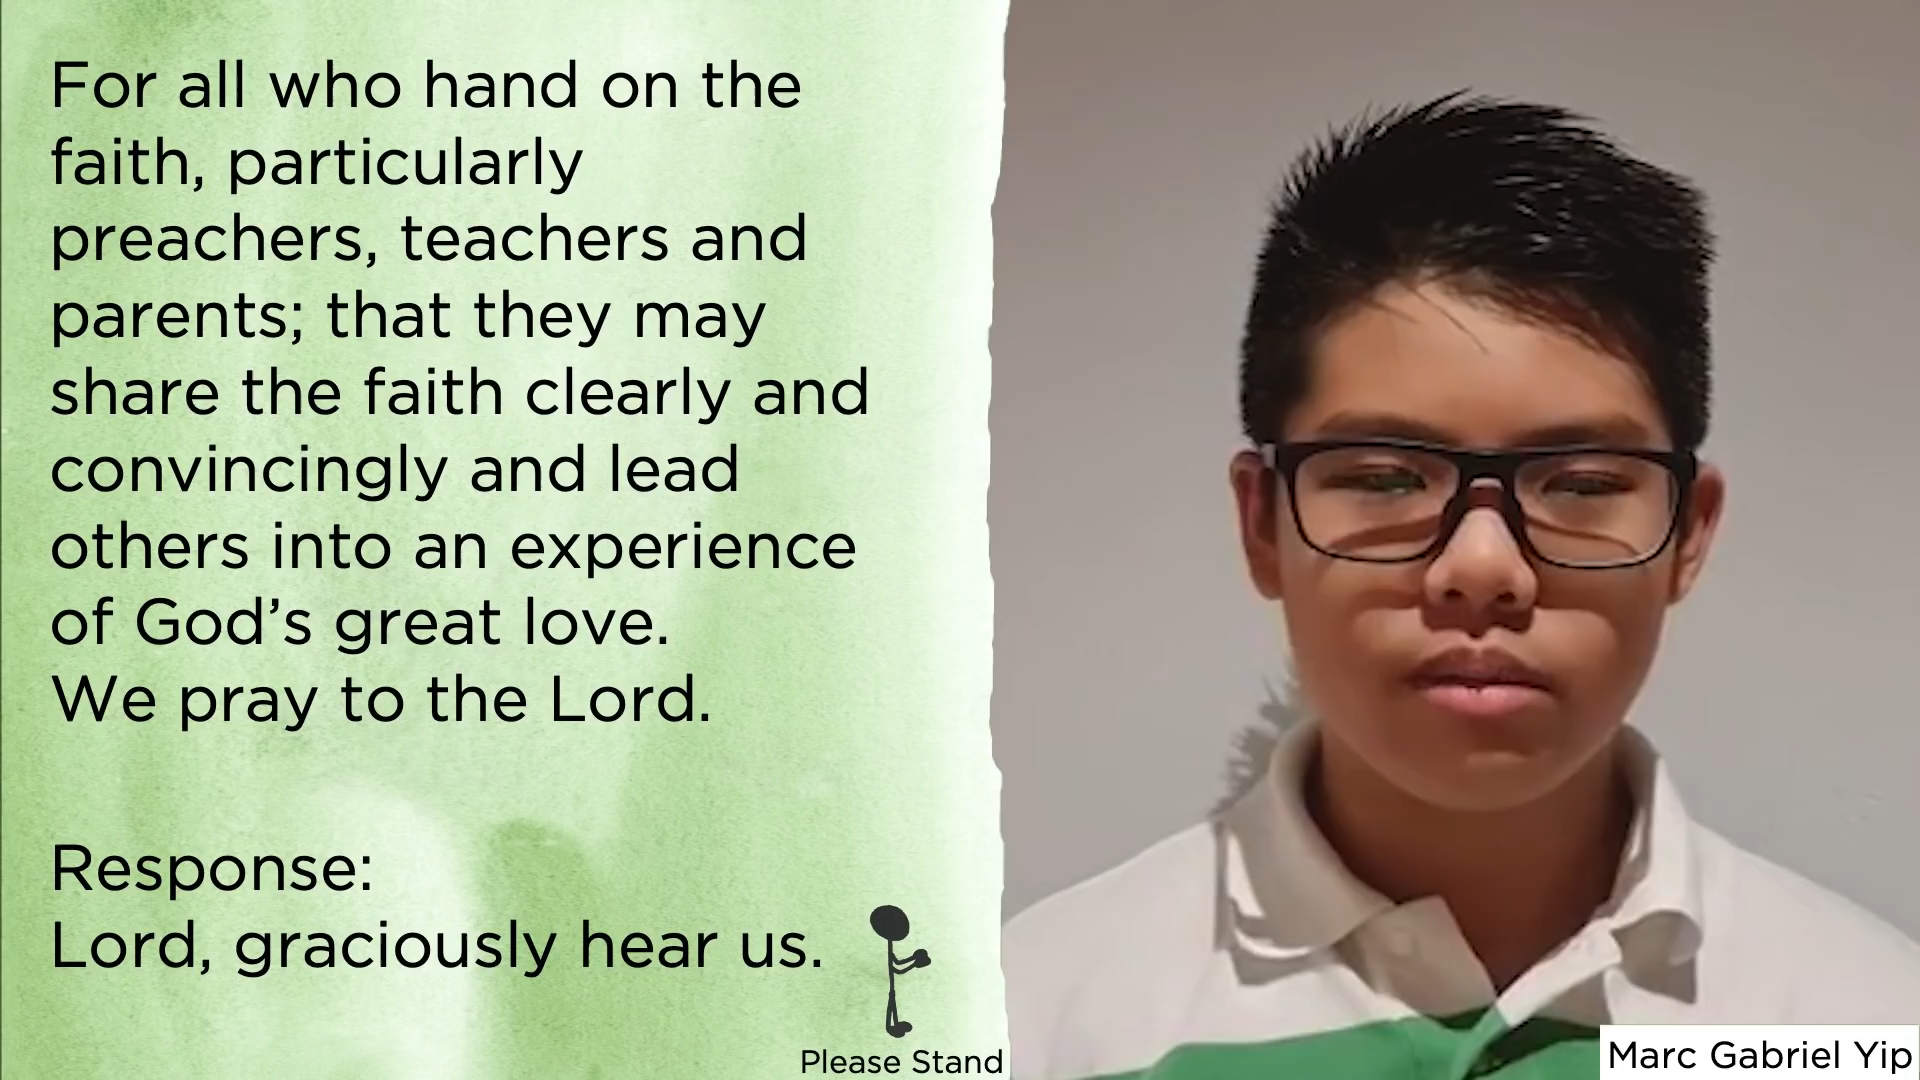 For all who hand on the
faith, particularly
preachers, teachers and
parents; that they may
share the faith clearly and
convincingly and lead
others into an experience
of God’s great love.
We pray to the Lord.
Response:
Lord, graciously hear us.
Please Stand
Marc Gabriel Yip